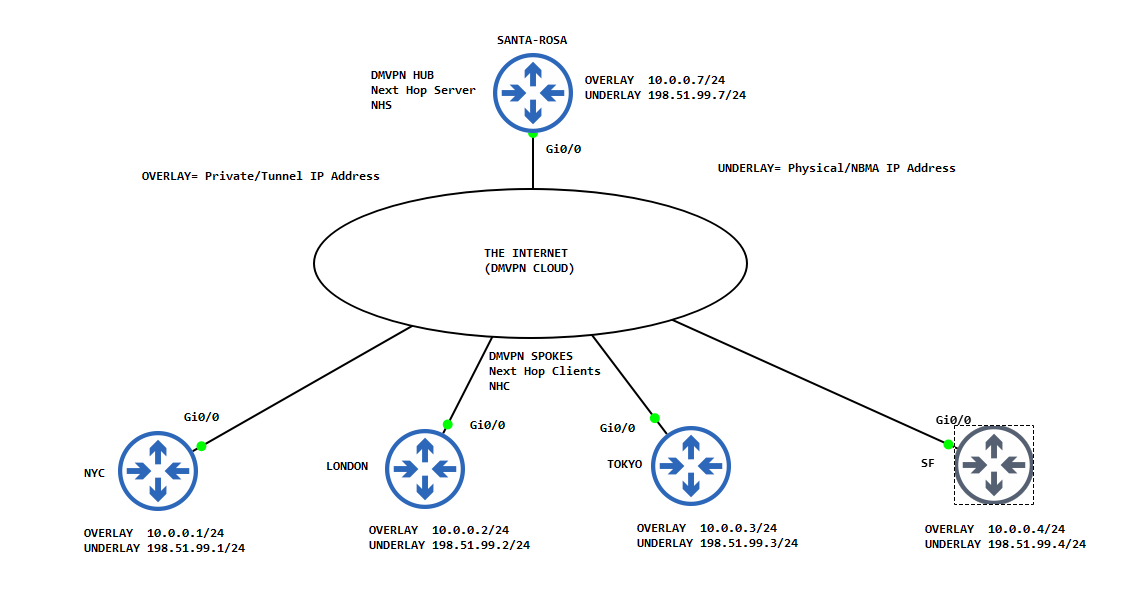 SANTA-ROSA
DMVPN HUB
Next Hop Server
NHS
OVERLAY  10.0.0.7/24
UNDERLAY 198.51.99.7/24
Gi0/0
OVERLAY= Private/Tunnel IP Address
UNDERLAY= Physical/NBMA IP Address
THE INTERNET
(DMVPN CLOUD)
DMVPN SPOKES
Next Hop Clients
NHC
Gi0/0
Gi0/0
Gi0/0
Gi0/0
NYC
LONDON
TOKYO
SF
OVERLAY  10.0.0.1/24
UNDERLAY 198.51.99.1/24
OVERLAY  10.0.0.2/24
UNDERLAY 198.51.99.2/24
OVERLAY  10.0.0.3/24
UNDERLAY 198.51.99.3/24
OVERLAY  10.0.0.4/24
UNDERLAY 198.51.99.4/24